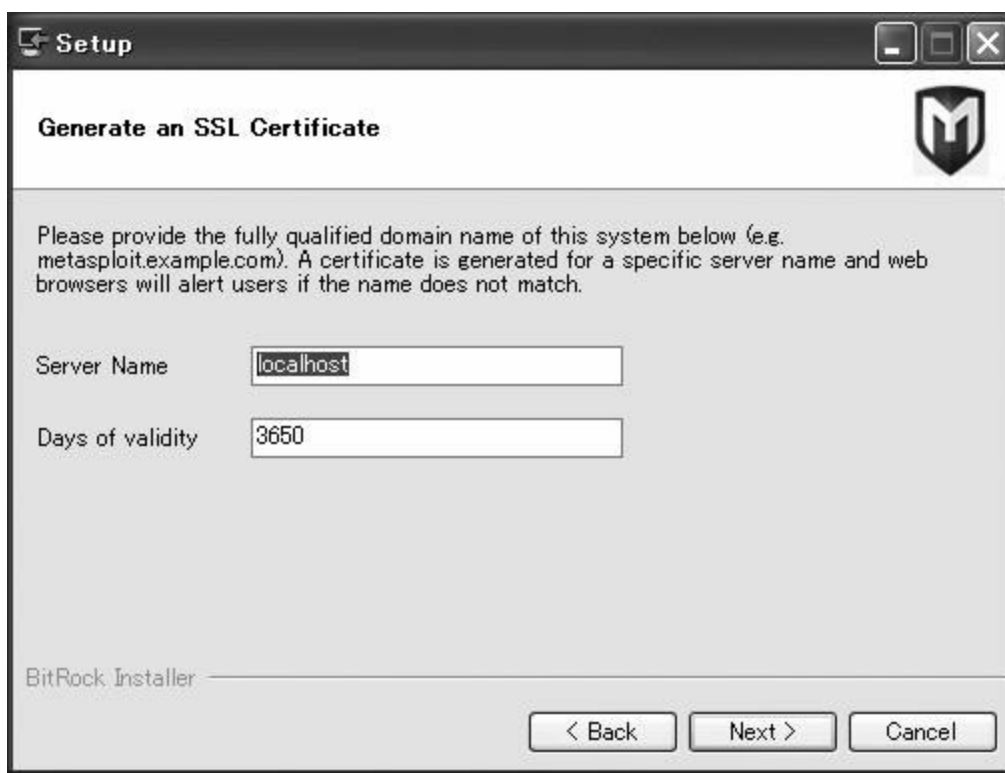 Setup
Generate an SSL Certificate
Please provide the fully qualified domain name of this system below (e.g.
metasploit.example.com). A certificate is generated for a specific server name and web
browsers will alert users if the name does not match.
Server Name
localhost
Days of validity
3650
BitRock Installer
< Back
Next >
Cancel